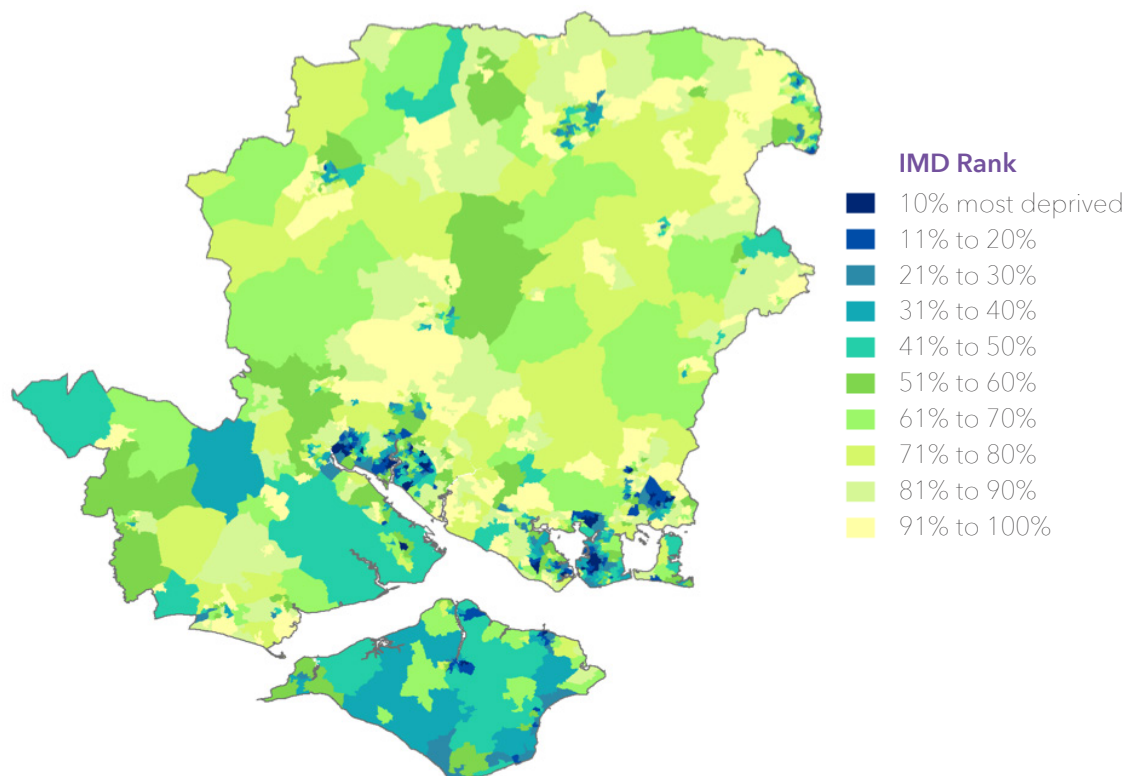 IMD Rank
10% most deprived
11% to 20%
21% to 30%
31% to 40%
41% to 50%
51% to 60%
61% to 70%
71% to 80%
81% to 90%
91% to 100%